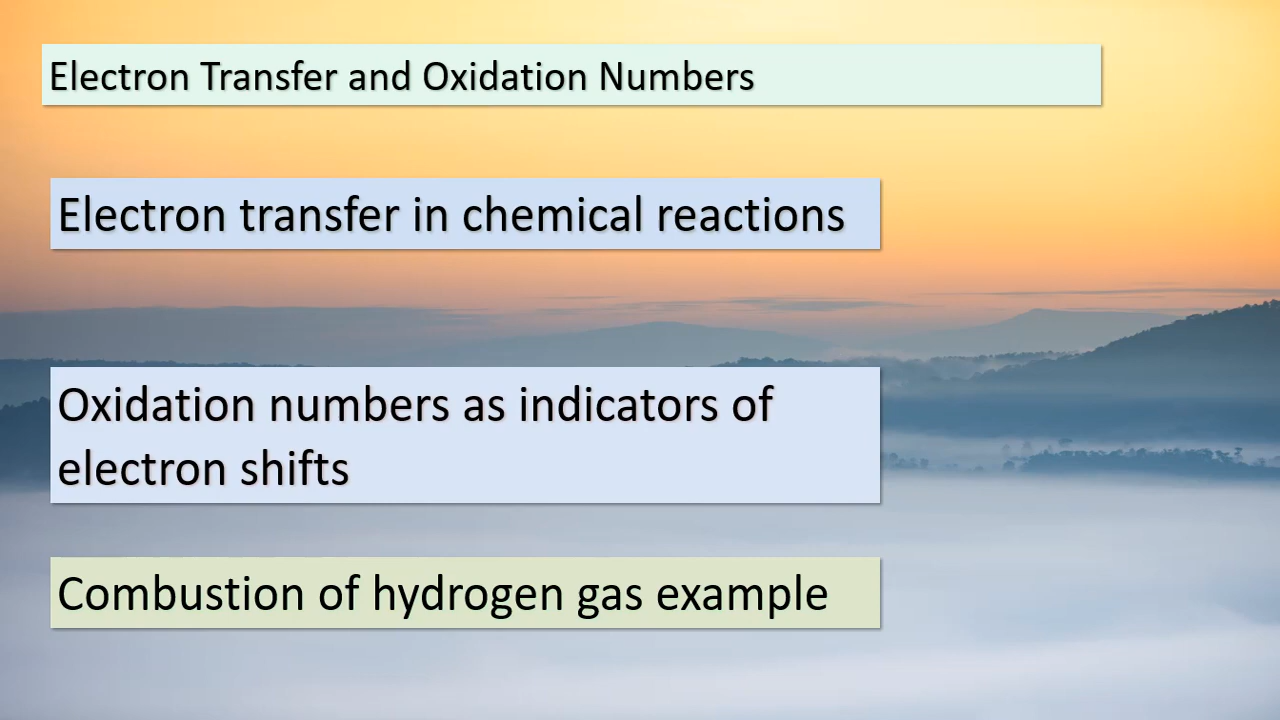 Electron Transfer and Oxidation Numbers
Electron transfer in chemical reactions
Oxidation numbers as indicators of
electron shifts
Combustion of hydrogen gas example